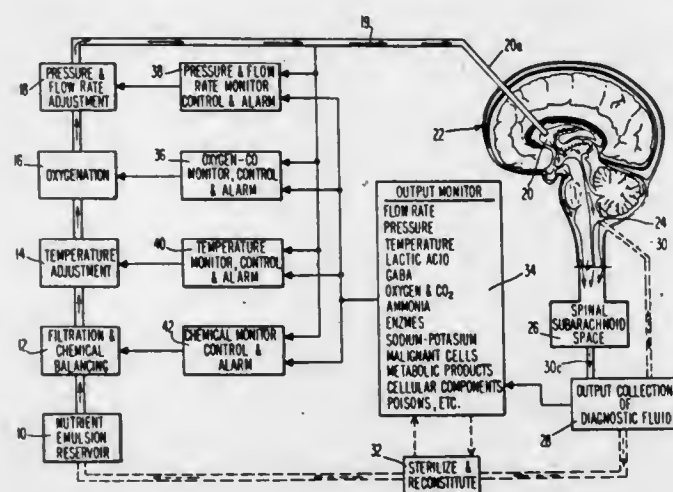 19
20a
18
PRESSURE &
FLOW RATE
ADJUSTMENT
38
PRESSURE & FLOW
RATE MONITOR
CONTROL & ALARM
22
16
OXYGENATION
36
OXYGEN-CO
MONITOR, CONTROL
& ALARM
20
24
30
14
TEMPERATURE
ADJUSTMENT
40
TEMPERATURE
MONITOR, CONTROL
& ALARM
OUTPUT MONITOR
FLOW RATE
PRESSURE
TEMPERATURE
LACTIC ACID
GABA
OXYGEN & CO₂
AMMONIA
ENZMES
SODIUM-POTASIUM
MALIGNANT CELLS
METABOLIC PRODUCTS
CELLULAR COMPONENTS
POISONS, ETC.
34
26
SPINAL
SUBARACHNOID
SPACE
30c
12
FILTRATION &
CHEMICAL
BALANCING
42
CHEMICAL MONITOR
CONTROL &
ALARM
OUTPUT COLLECTION
OF
DIAGNOSTIC FLUID
28
10
NUTRIENT
EMULSION
RESERVOIR
32
STERILIZE &
RECONSTITUTE